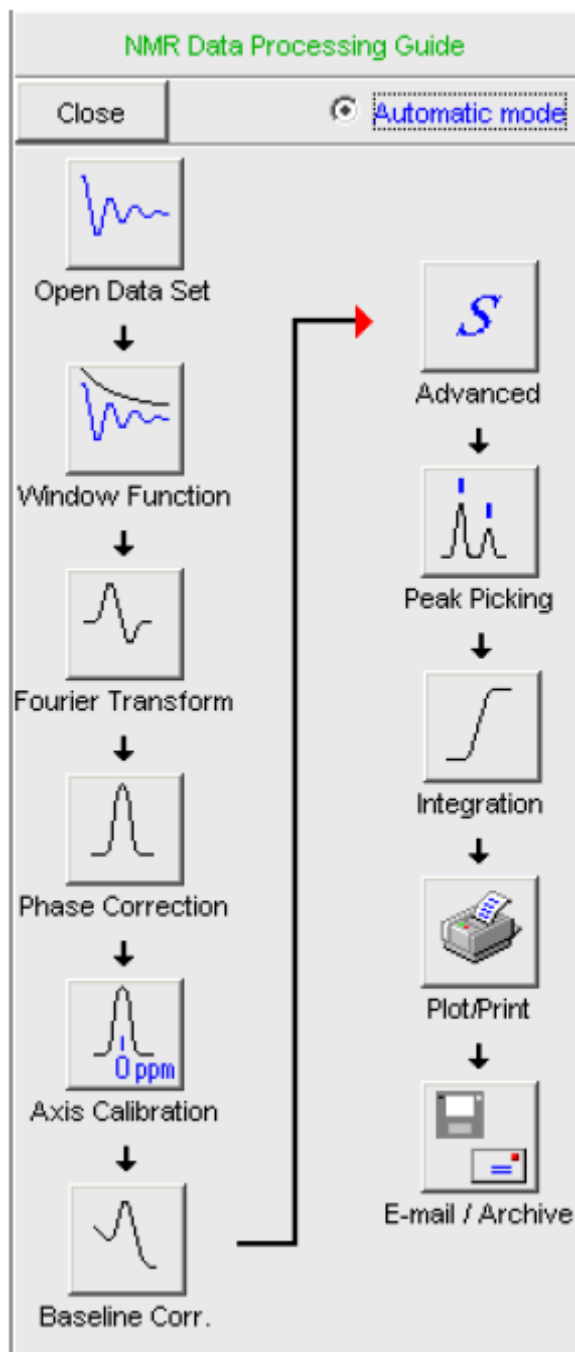 NMR Data Processing Guide
Close
Automatic mode
Open Data Set
Window Function
Fourier Transform
Phase Correction
0 ppm
Axis Calibration
Baseline Corr.
S
Advanced
Peak Picking
Integration
Plot/Print
E-mail / Archive